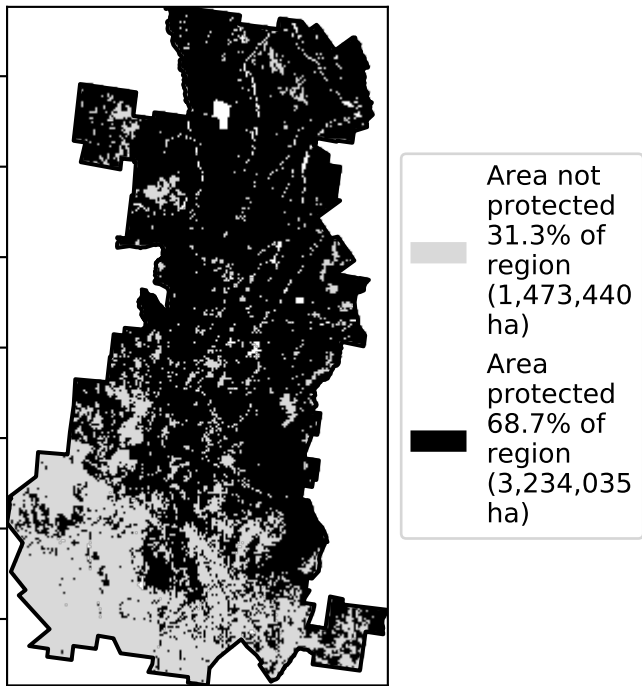 Area not
protected
31.3% of
region
(1,473,440
ha)
Area
protected
68.7% of
region
(3,234,035
ha)